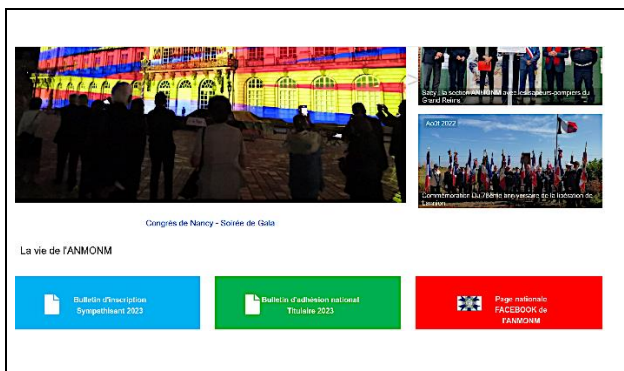 Sacy : la section ANMONM avec les sapeurs-pompiers du
Grand Reims
Août 2022
Commémoration Du 78ème anniversaire de la libération de
Congrès de Nancy - Soirée de Gala
La vie de l'ANMONM
Bulletin d'inscription
Sympathisant 2023
Bulletin d'adhésion national
Titulaire 2023
Page nationale
FACEBOOK de
l'ANMONM